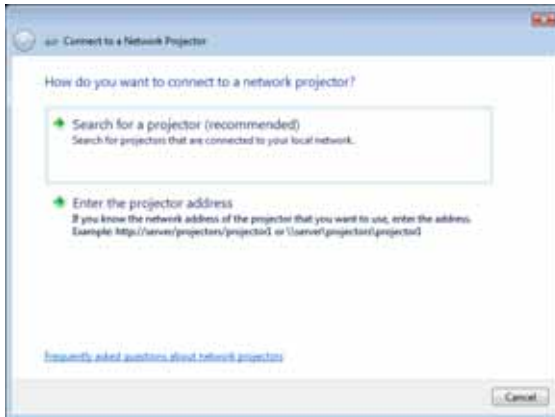 Connect to a Network Projector
How do you want to connect to a network projector?
Search for a projector (recommended)
Search for projectors that are connected to your local network.
Enter the projector address
If you know the network address of the projector that you want to use, enter the address.
Example: http://server/projectors/projector1 or \\server\projectors\projector1
Frequently asked questions about network projectors
Cancel